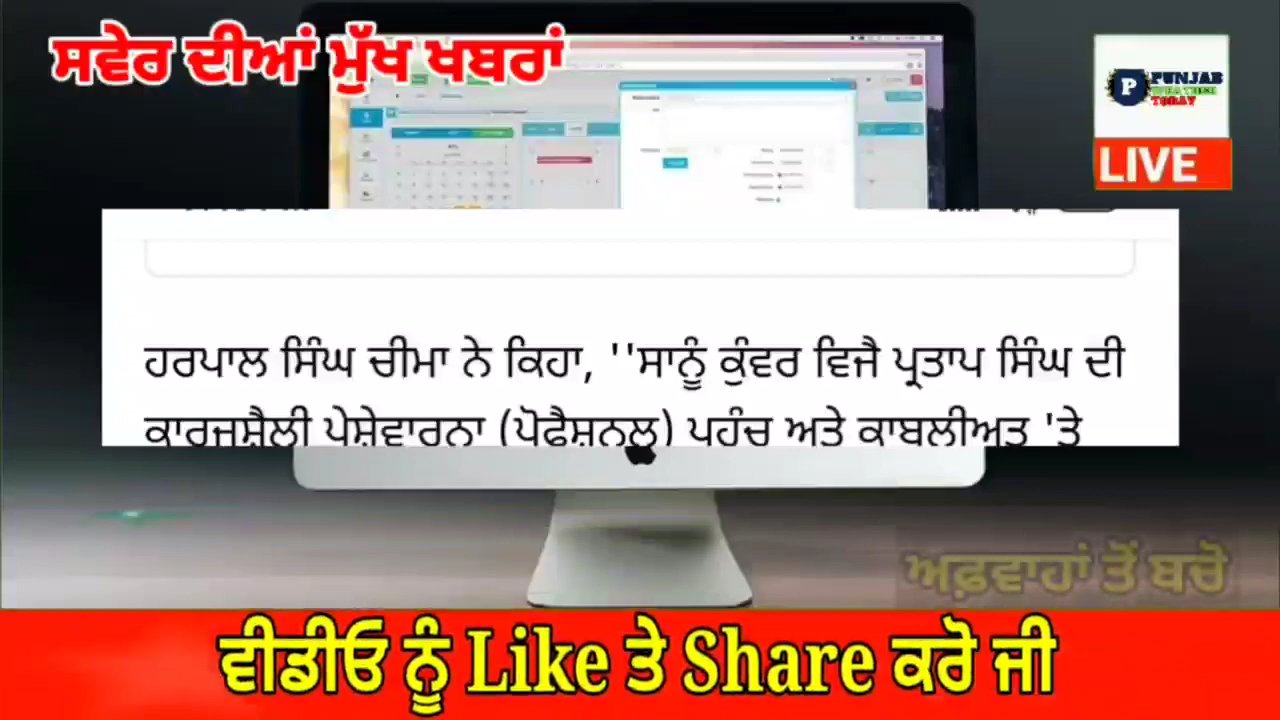 ਸਵੇਰ ਦੀਆਂ ਮੁੱਖ ਖਬਰਾਂ
P PUNJAB
TODAY
LIVE
ਹਰਪਾਲ ਸਿੰਘ ਚੀਮਾ ਨੇ ਕਿਹਾ, ''ਸਾਨੂੰ ਕੁੰਵਰ ਵਿਜੈ ਪ੍ਰਤਾਪ ਸਿੰਘ ਦੀ
ਕਾਰਜਸ਼ੈਲੀ ਪੇਸ਼ੇਵਾਰਨਾ (ਪ੍ਰੋਫੈਸ਼ਨਲ) ਪਹੁੰਚ ਅਤੇ ਕਾਬਲੀਅਤ 'ਤੇ
ਅਫ਼ਵਾਹਾਂ ਤੋਂ ਬਚੋ
ਵੀਡੀਓ ਨੂੰ Like ਤੇ Share ਕਰੋ ਜੀ